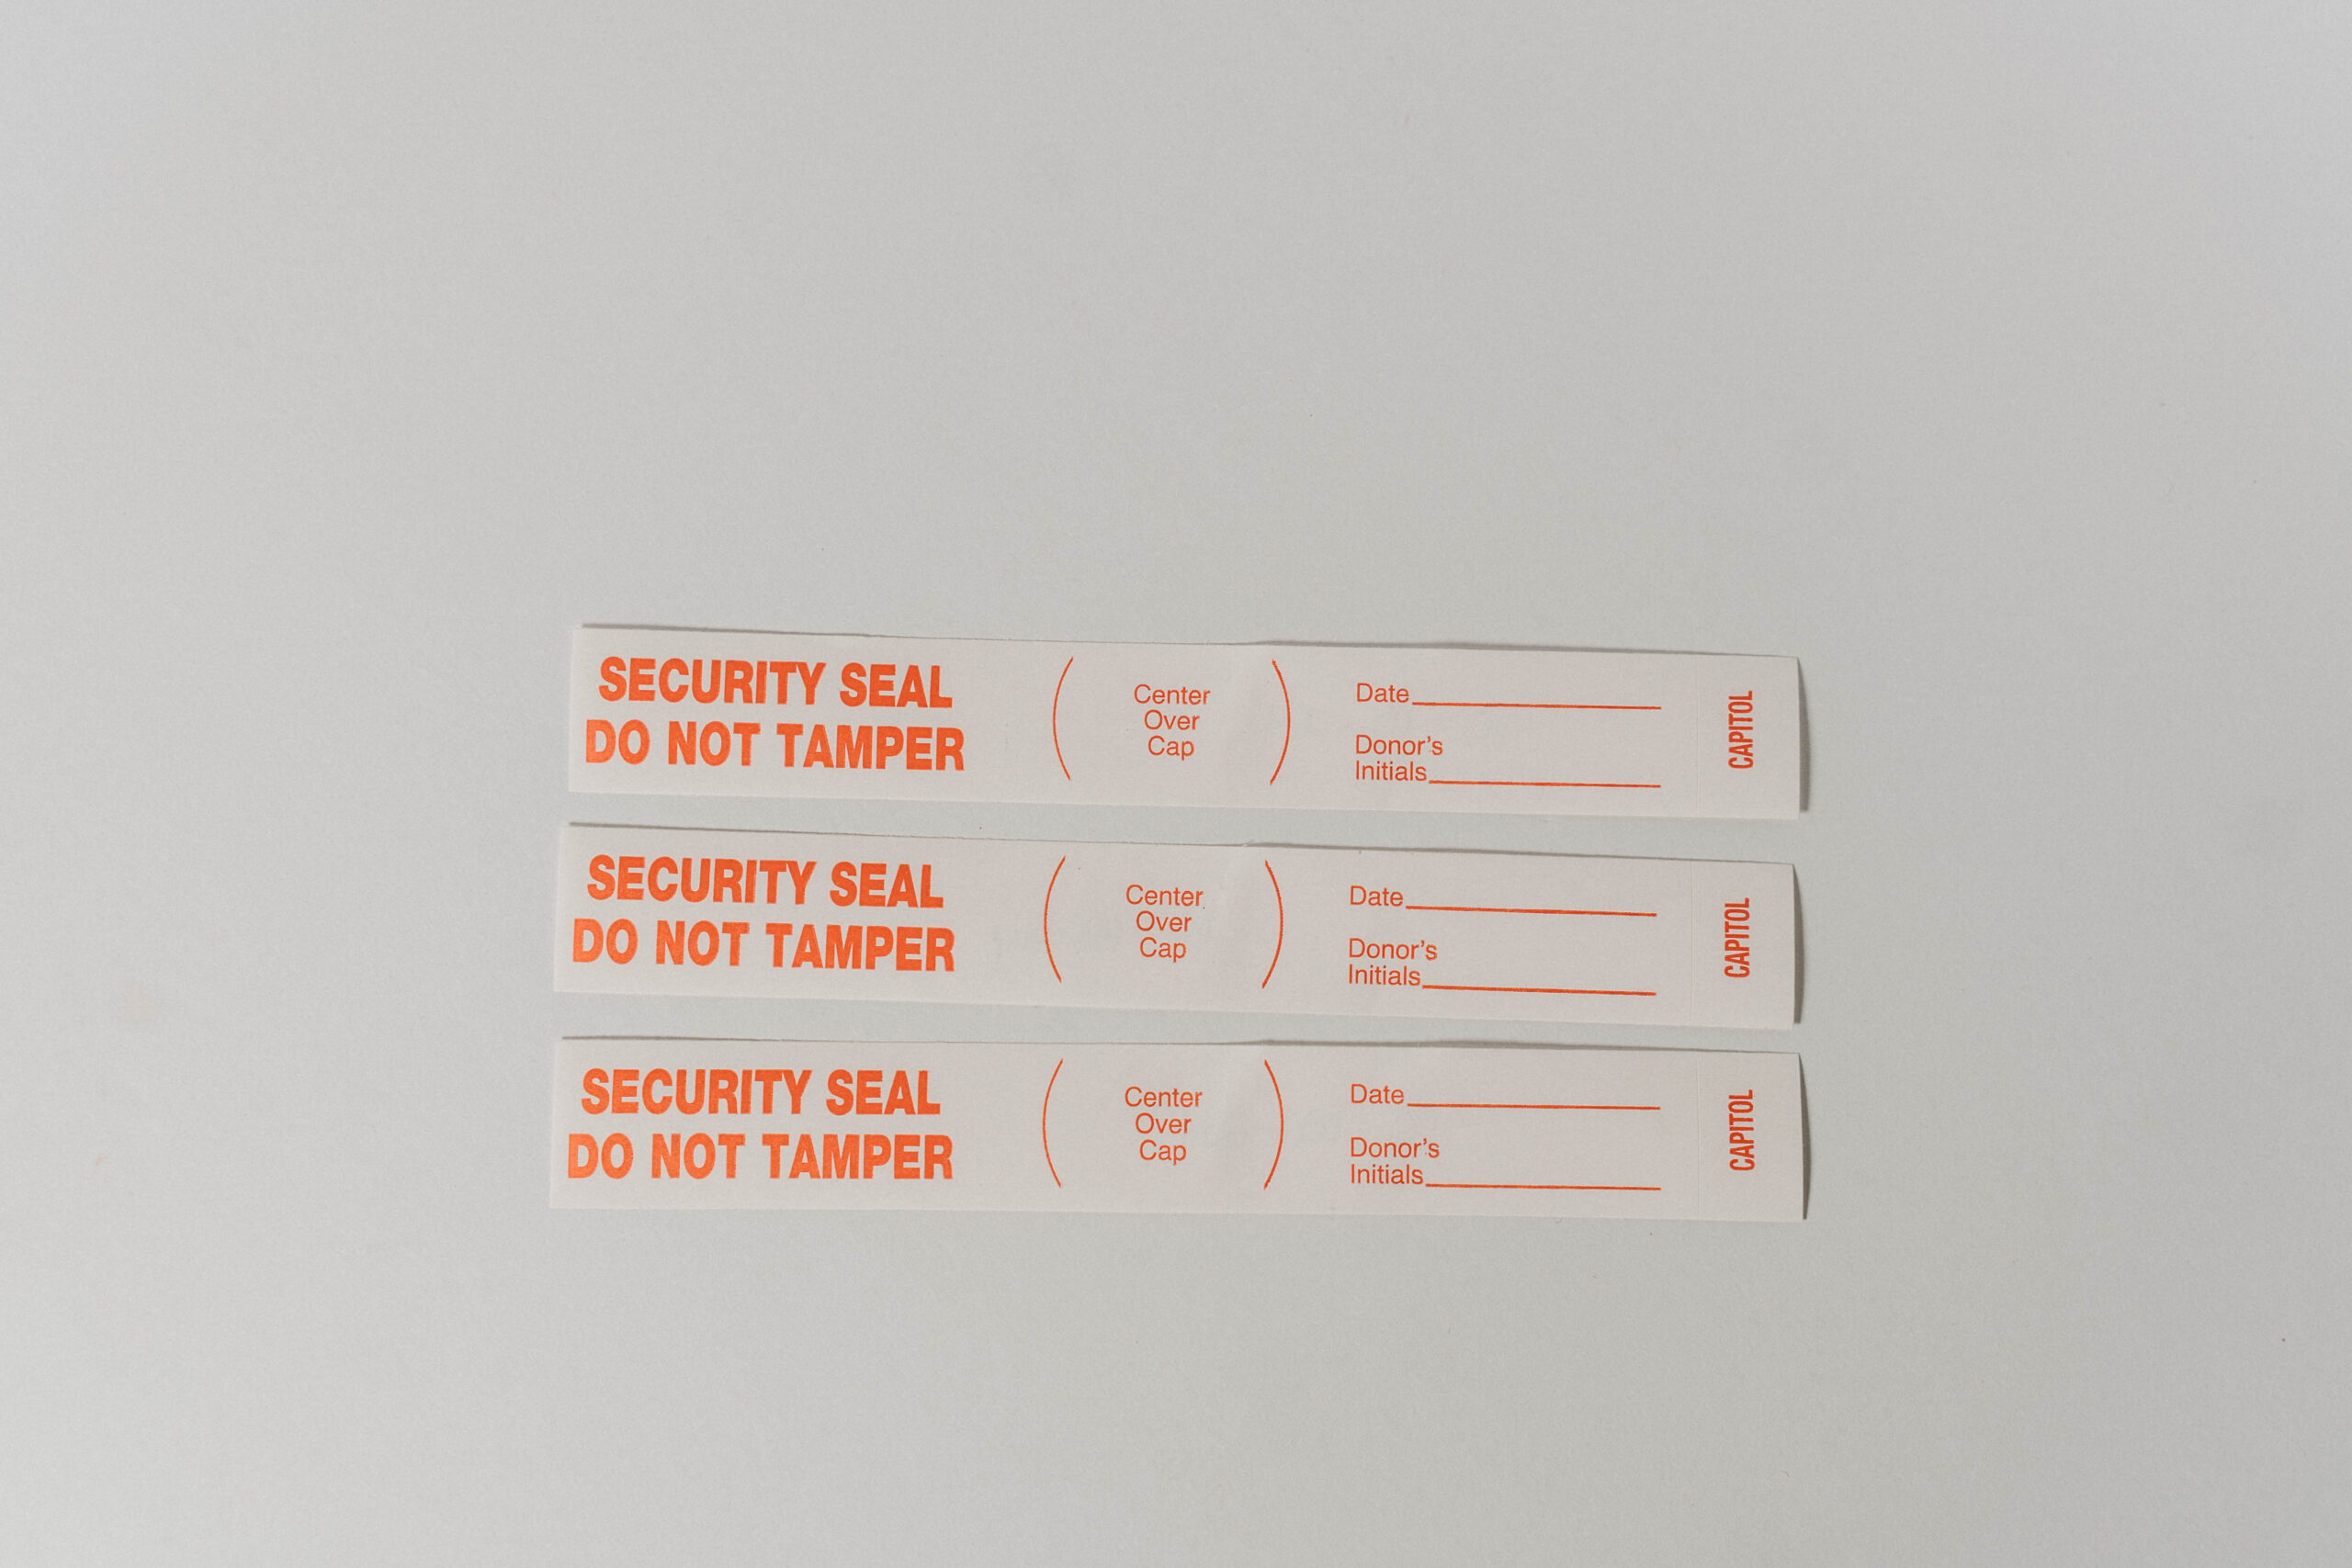 SECURITY SEAL
DO NOT TAMPER
Center
Over
Cap
Date
Donor's
Initials
CAPITOL
SECURITY SEAL
DO NOT TAMPER
Center
Over
Cap
Date
Donor's
Initials
CAPITOL
SECURITY SEAL
DO NOT TAMPER
Center
Over
Cap
Date
Donor's
Initials
CAPITOL